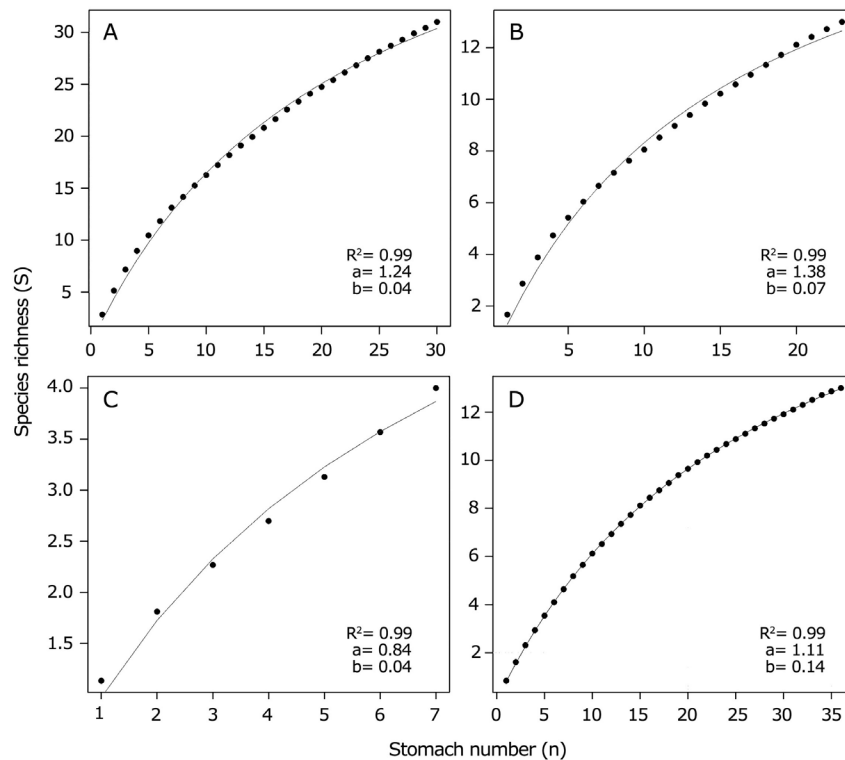 A
30
25
20
15
10
5
0 5 10 15 20 25 30
R²= 0.99
a= 1.24
b= 0.04
B
12
10
8
6
4
2
5 10 15 20
R²= 0.99
a= 1.38
b= 0.07
Species richness (S)
C
4.0
3.5
3.0
2.5
2.0
1.5
1 2 3 4 5 6 7
R²= 0.99
a= 0.84
b= 0.04
D
12
10
8
6
4
2
0 5 10 15 20 25 30 35
R²= 0.99
a= 1.11
b= 0.14
Stomach number (n)